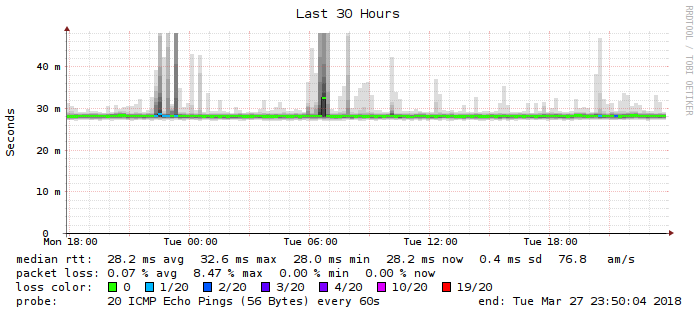 Last 30 Hours
RRDTOOL / TOBI OETIKER
Seconds
40 m
30 m
20 m
10 m
0
Mon 18:00 Tue 00:00 Tue 06:00 Tue 12:00 Tue 18:00
median rtt: 28.2 ms avg 32.6 ms max 28.0 ms min 28.2 ms now 0.4 ms sd 76.8 am/s
packet loss: 0.07 % avg 8.47 % max 0.00 % min 0.00 % now
loss color: 0 1/20 2/20 3/20 4/20 10/20 19/20
probe: 20 ICMP Echo Pings (56 Bytes) every 60s end: Tue Mar 27 23:50:04 2018